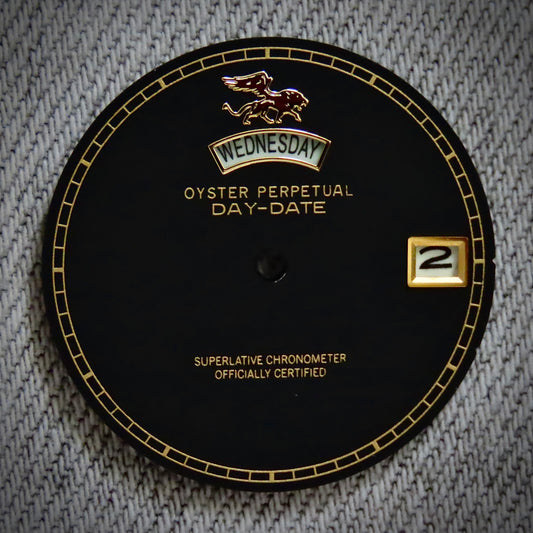 WEDNESDAY
OYSTER PERPETUAL
DAY-DATE
2
SUPERLATIVE CHRONOMETER
OFFICIALLY CERTIFIED